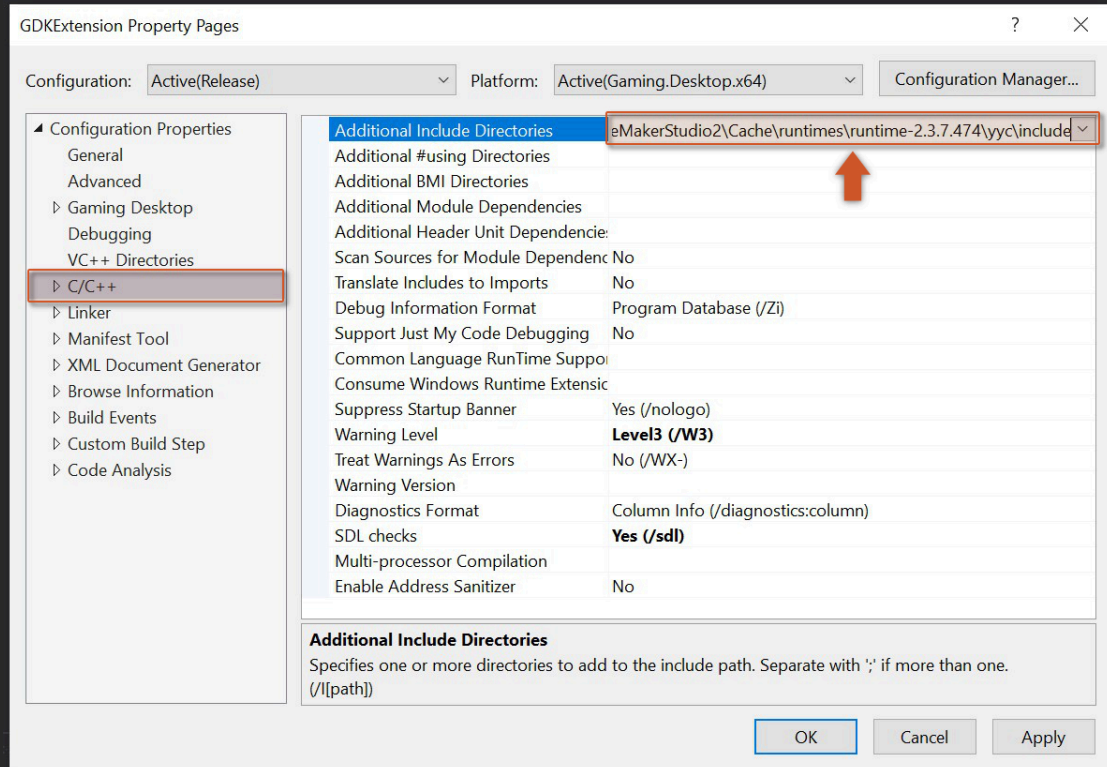 GDKExtension Property Pages
?
Configuration: Active(Release) Platform: Active(Gaming.Desktop.x64) Configuration Manager...
Configuration Properties
General
Advanced
Gaming Desktop
Debugging
VC++ Directories
C/C++
Linker
Manifest Tool
XML Document Generator
Browse Information
Build Events
Custom Build Step
Code Analysis
Additional Include Directories eMakerStudio2\Cache\runtimes\runtime-2.3.7.474\yyc\include
Additional #using Directories
Additional BMI Directories
Additional Module Dependencies
Additional Header Unit Dependencies
Scan Sources for Module Dependenc No
Translate Includes to Imports No
Debug Information Format Program Database (/Zi)
Support Just My Code Debugging No
Common Language RunTime Suppor
Consume Windows Runtime Extensic
Suppress Startup Banner Yes (/nologo)
Warning Level Level3 (/W3)
Treat Warnings As Errors No (/WX-)
Warning Version
Diagnostics Format Column Info (/diagnostics:column)
SDL checks Yes (/sdl)
Multi-processor Compilation
Enable Address Sanitizer No
Additional Include Directories
Specifies one or more directories to add to the include path. Separate with ';' if more than one.
(/I[path])
OK Cancel Apply